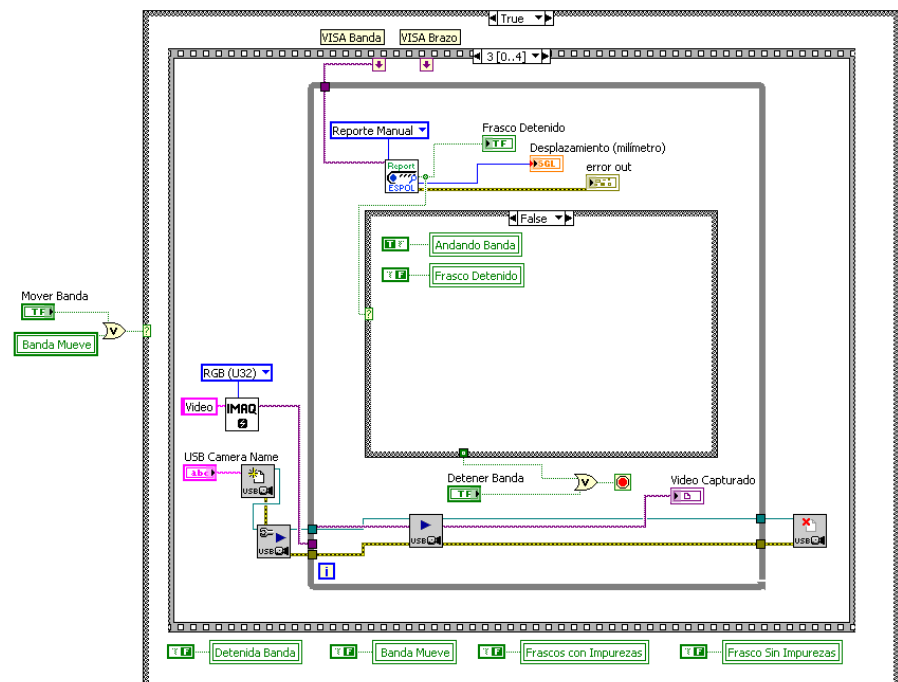 True
VISA Banda
VISA Brazo
3 [0..4]
Reporte Manual
Frasco Detenido
TF
Desplazamiento (milímetro)
SGL
error out
Report
ESPOL
False
T F
Andando Banda
T F
Frasco Detenido
?
Mover Banda
TF
V
?
Banda Mueve
RGB (U32)
Video
IMAQ
USB Camera Name
abc
USB
USB
Detener Banda
TF
V
Video Capturado
USB
USB
i
T F
Detenida Banda
T F
Banda Mueve
T F
Frascos con Impurezas
T F
Frasco Sin Impurezas